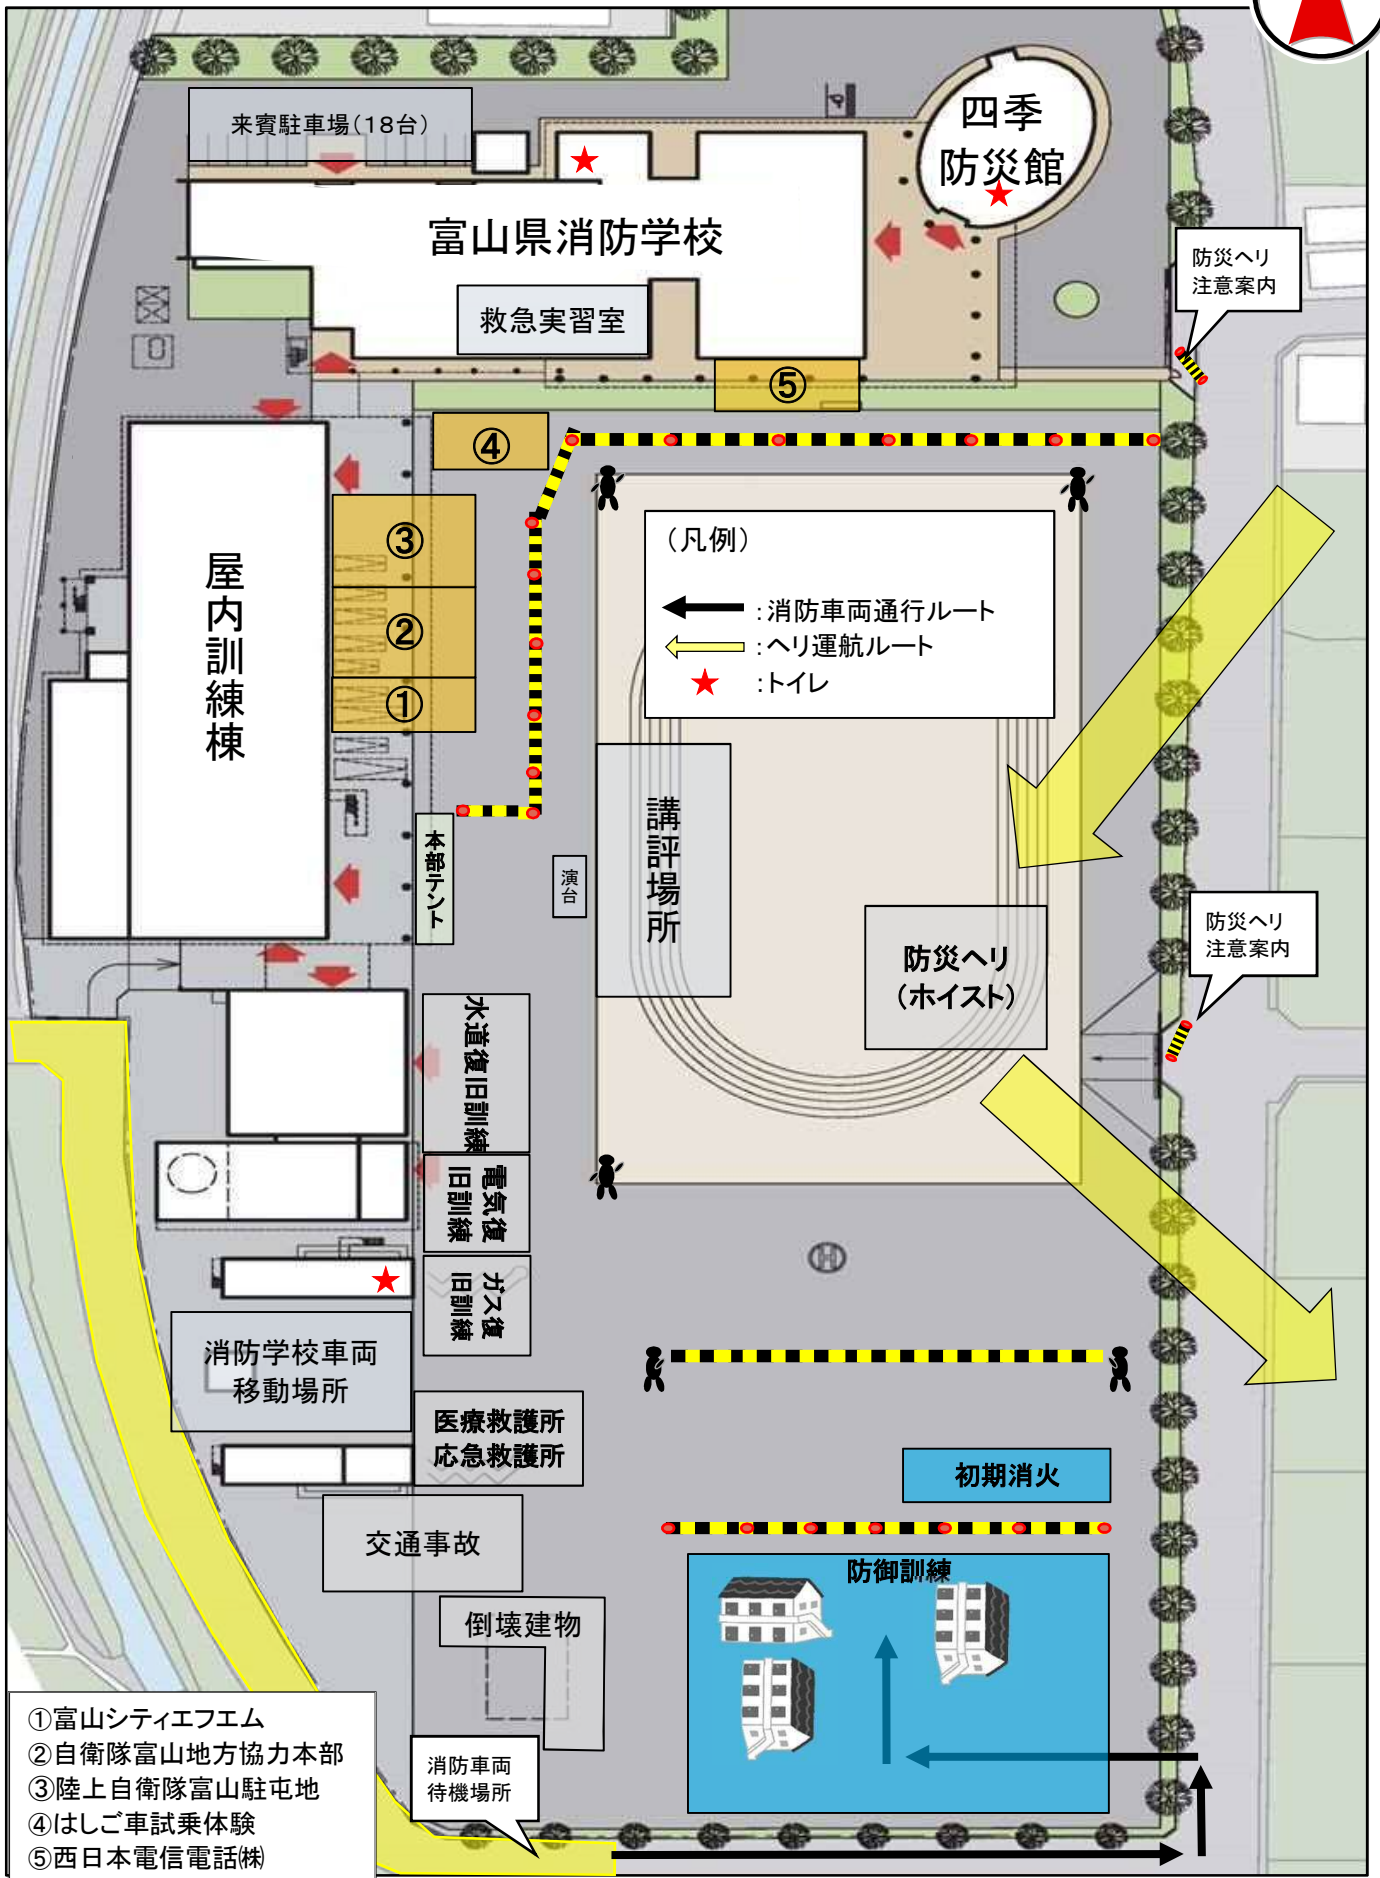 来賓駐車場(18台)
四季
防災館
富山県消防学校
救急実習室
防災ヘリ
注意案内
⑤
④
③
②
①
屋内訓練棟
(凡例)
:消防車両通行ルート
:ヘリ運航ルート
:トイレ
講評場所
本部テント
演台
防災ヘリ
(ホイスト)
防災ヘリ
注意案内
水道復旧訓練
電気復
旧訓練
ガス復
旧訓練
消防学校車両
移動場所
医療救護所
応急救護所
初期消火
交通事故
防御訓練
倒壊建物
消防車両
待機場所
①富山シティエフエム
②自衛隊富山地方協力本部
③陸上自衛隊富山駐屯地
④はしご車試乗体験
⑤西日本電信電話㈱